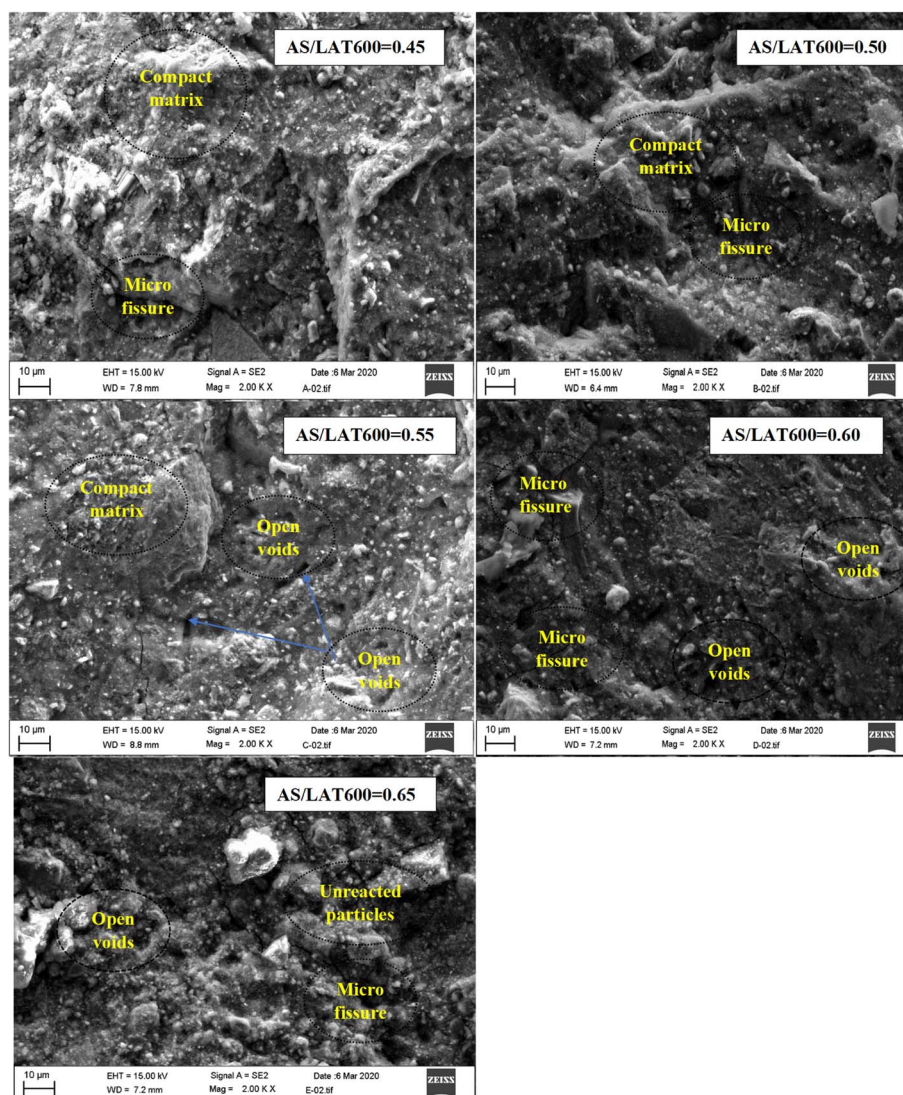 AS/LAT600=0.45
Compact
matrix
Micro
fissure
10 µm
EHT = 15.00 kV
Signal A = SE2
Date :6 Mar 2020
ZEISS
WD = 7.8 mm
Mag = 2.00 K X
A-02.tif
AS/LAT600=0.50
Compact
matrix
Micro
fissure
10 µm
EHT = 15.00 kV
Signal A = SE2
Date :6 Mar 2020
ZEISS
WD = 6.4 mm
Mag = 2.00 K X
B-02.tif
AS/LAT600=0.55
Compact
matrix
Open
voids
Open
voids
10 µm
EHT = 15.00 kV
Signal A = SE2
Date :6 Mar 2020
ZEISS
WD = 8.8 mm
Mag = 2.00 K X
C-02.tif
AS/LAT600=0.60
Micro
fissure
Open
voids
Micro
fissure
Open
voids
10 µm
EHT = 15.00 kV
Signal A = SE2
Date :6 Mar 2020
ZEISS
WD = 7.2 mm
Mag = 2.00 K X
D-02.tif
AS/LAT600=0.65
Unreacted
particles
Open
voids
Micro
fissure
10 µm
EHT = 15.00 kV
Signal A = SE2
Date :6 Mar 2020
ZEISS
WD = 7.2 mm
Mag = 2.00 K X
E-02.tif